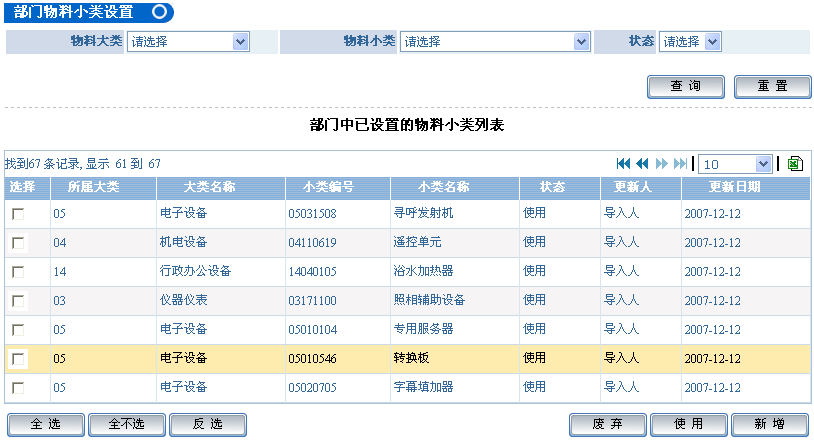 部门物料小类设置
物料大类 请选择 物料小类 请选择 状态 请选择
查 询 重 置
部门中已设置的物料小类列表
找到67 条记录, 显示 61 到 67 10
选择 所属大类 大类名称 小类编号 小类名称 状态 更新人 更新日期
05 电子设备 05031508 寻呼发射机 使用 导入人 2007-12-12
04 机电设备 04110619 遥控单元 使用 导入人 2007-12-12
14 行政办公设备 14040105 浴水加热器 使用 导入人 2007-12-12
03 仪器仪表 03171100 照相辅助设备 使用 导入人 2007-12-12
05 电子设备 05010104 专用服务器 使用 导入人 2007-12-12
05 电子设备 05010546 转换板 使用 导入人 2007-12-12
05 电子设备 05020705 字幕填加器 使用 导入人 2007-12-12
全 选 全不选 反 选 废 弃 使 用 新 增